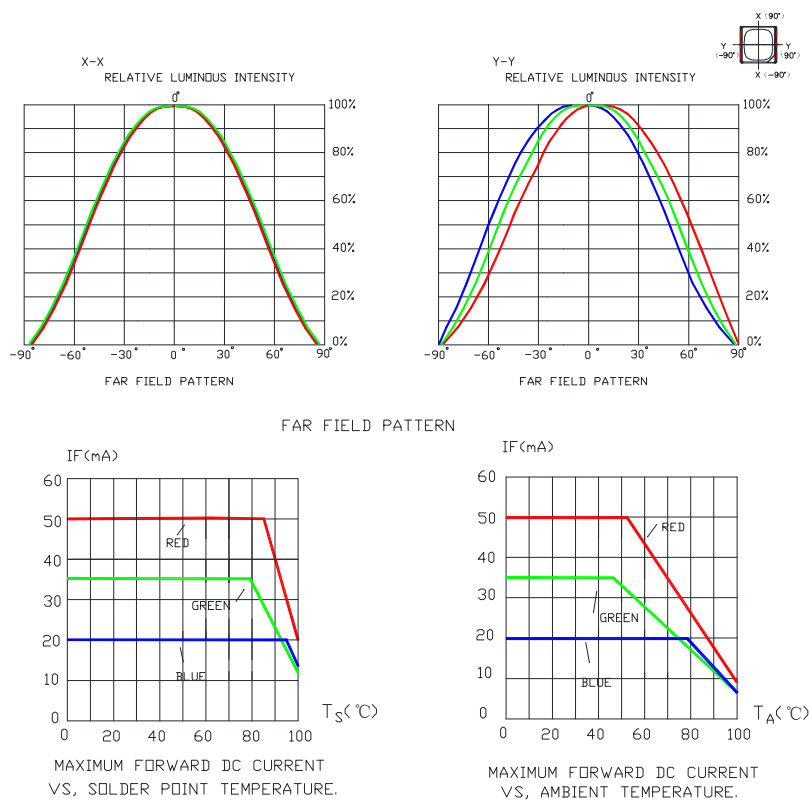 X (90°)
Y Y
(-90°) (90°)
X (-90°)
X-X
RELATIVE LUMINOUS INTENSITY
0°
100%
80%
60%
40%
20%
0%
-90° -60° -30° 0° 30° 60° 90°
FAR FIELD PATTERN
Y-Y
RELATIVE LUMINOUS INTENSITY
0°
100%
80%
60%
40%
20%
0%
-90° -60° -30° 0° 30° 60° 90°
FAR FIELD PATTERN
FAR FIELD PATTERN
IF(mA)
60
50
RED
40
30
GREEN
20
BLUE
10
0
0 20 40 60 80 100
TS(℃)
MAXIMUM FORWARD DC CURRENT
VS, SOLDER POINT TEMPERATURE.
IF(mA)
60
50
RED
40
30
GREEN
20
BLUE
10
0
0 20 40 60 80 100
TA(℃)
MAXIMUM FORWARD DC CURRENT
VS, AMBIENT TEMPERATURE.